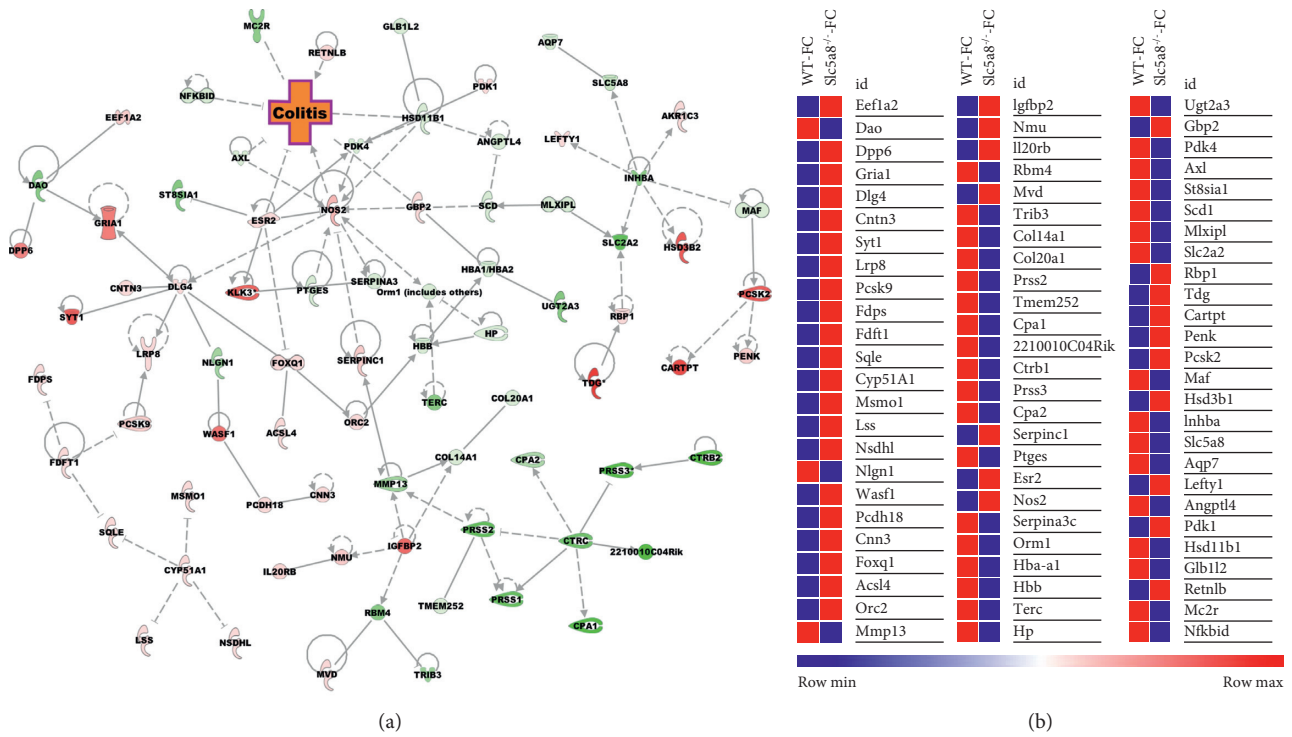 MC2R
GLB1L2
RETNLB
AQP7
NFKBID
Colitis
PDK1
SLC5A8
EEF1A2
HSD11B1
AKR1C3
LEFTY1
PDK4
ANGPTL4
AXL
DAO
ST8SIA1
INHBA
GRIA1
ESR2
NOS2
GBP2
SCD
MLXIPL
MAF
DPP6
SLC2A2
HSD3B2
CNTN3
DLG4
HBA1/HBA2
KLK3*
PTGES
SERPINA3
Orm1 (includes others)
PCSK2
SYT1
UGT2A3
RBP1
LRP8
NLGN1
FOXQ1
SERPINC1
HBB
HP
PENK
CARTPT
FDPS
TDG*
PCSK9
TERC
COL20A1
WASF1
ACSL4
ORC2
FDFT1
COL14A1
CPA2
PRSS3*
CTRB2
MSMO1
PCDH18
CNN3
MMP13
SQLE
PRSS2
CTRC
2210010C04Rik
IGFBP2
NMU
CYP51A1
IL20RB
TMEM252
PRSS1
RBM4
CPA1
LSS
NSDHL
MVD
TRIB3
(a)
WT-FC
Slc5a8-/--FC
id
Eef1a2
Dao
Dpp6
Gria1
Dlg4
Cntn3
Syt1
Lrp8
Pcsk9
Fdps
Fdft1
Sqle
Cyp51A1
Msmo1
Lss
Nsdhl
Nlgn1
Wasf1
Pcdh18
Cnn3
Foxq1
Acsl4
Orc2
Mmp13
WT-FC
Slc5a8-/--FC
id
lgfbp2
Nmu
ll20rb
Rbm4
Mvd
Trib3
Col14a1
Col20a1
Prss2
Tmem252
Cpa1
2210010C04Rik
Ctrb1
Prss3
Cpa2
Serpinc1
Ptges
Esr2
Nos2
Serpina3c
Orm1
Hba-a1
Hbb
Terc
Hp
WT-FC
Slc5a8-/--FC
id
Ugt2a3
Gbp2
Pdk4
Axl
St8sia1
Scd1
Mlxipl
Slc2a2
Rbp1
Tdg
Cartpt
Penk
Pcsk2
Maf
Hsd3b1
lnhba
Slc5a8
Aqp7
Lefty1
Angptl4
Pdk1
Hsd11b1
Glb1l2
Retnlb
Mc2r
Nfkbid
Row min
Row max
(b)